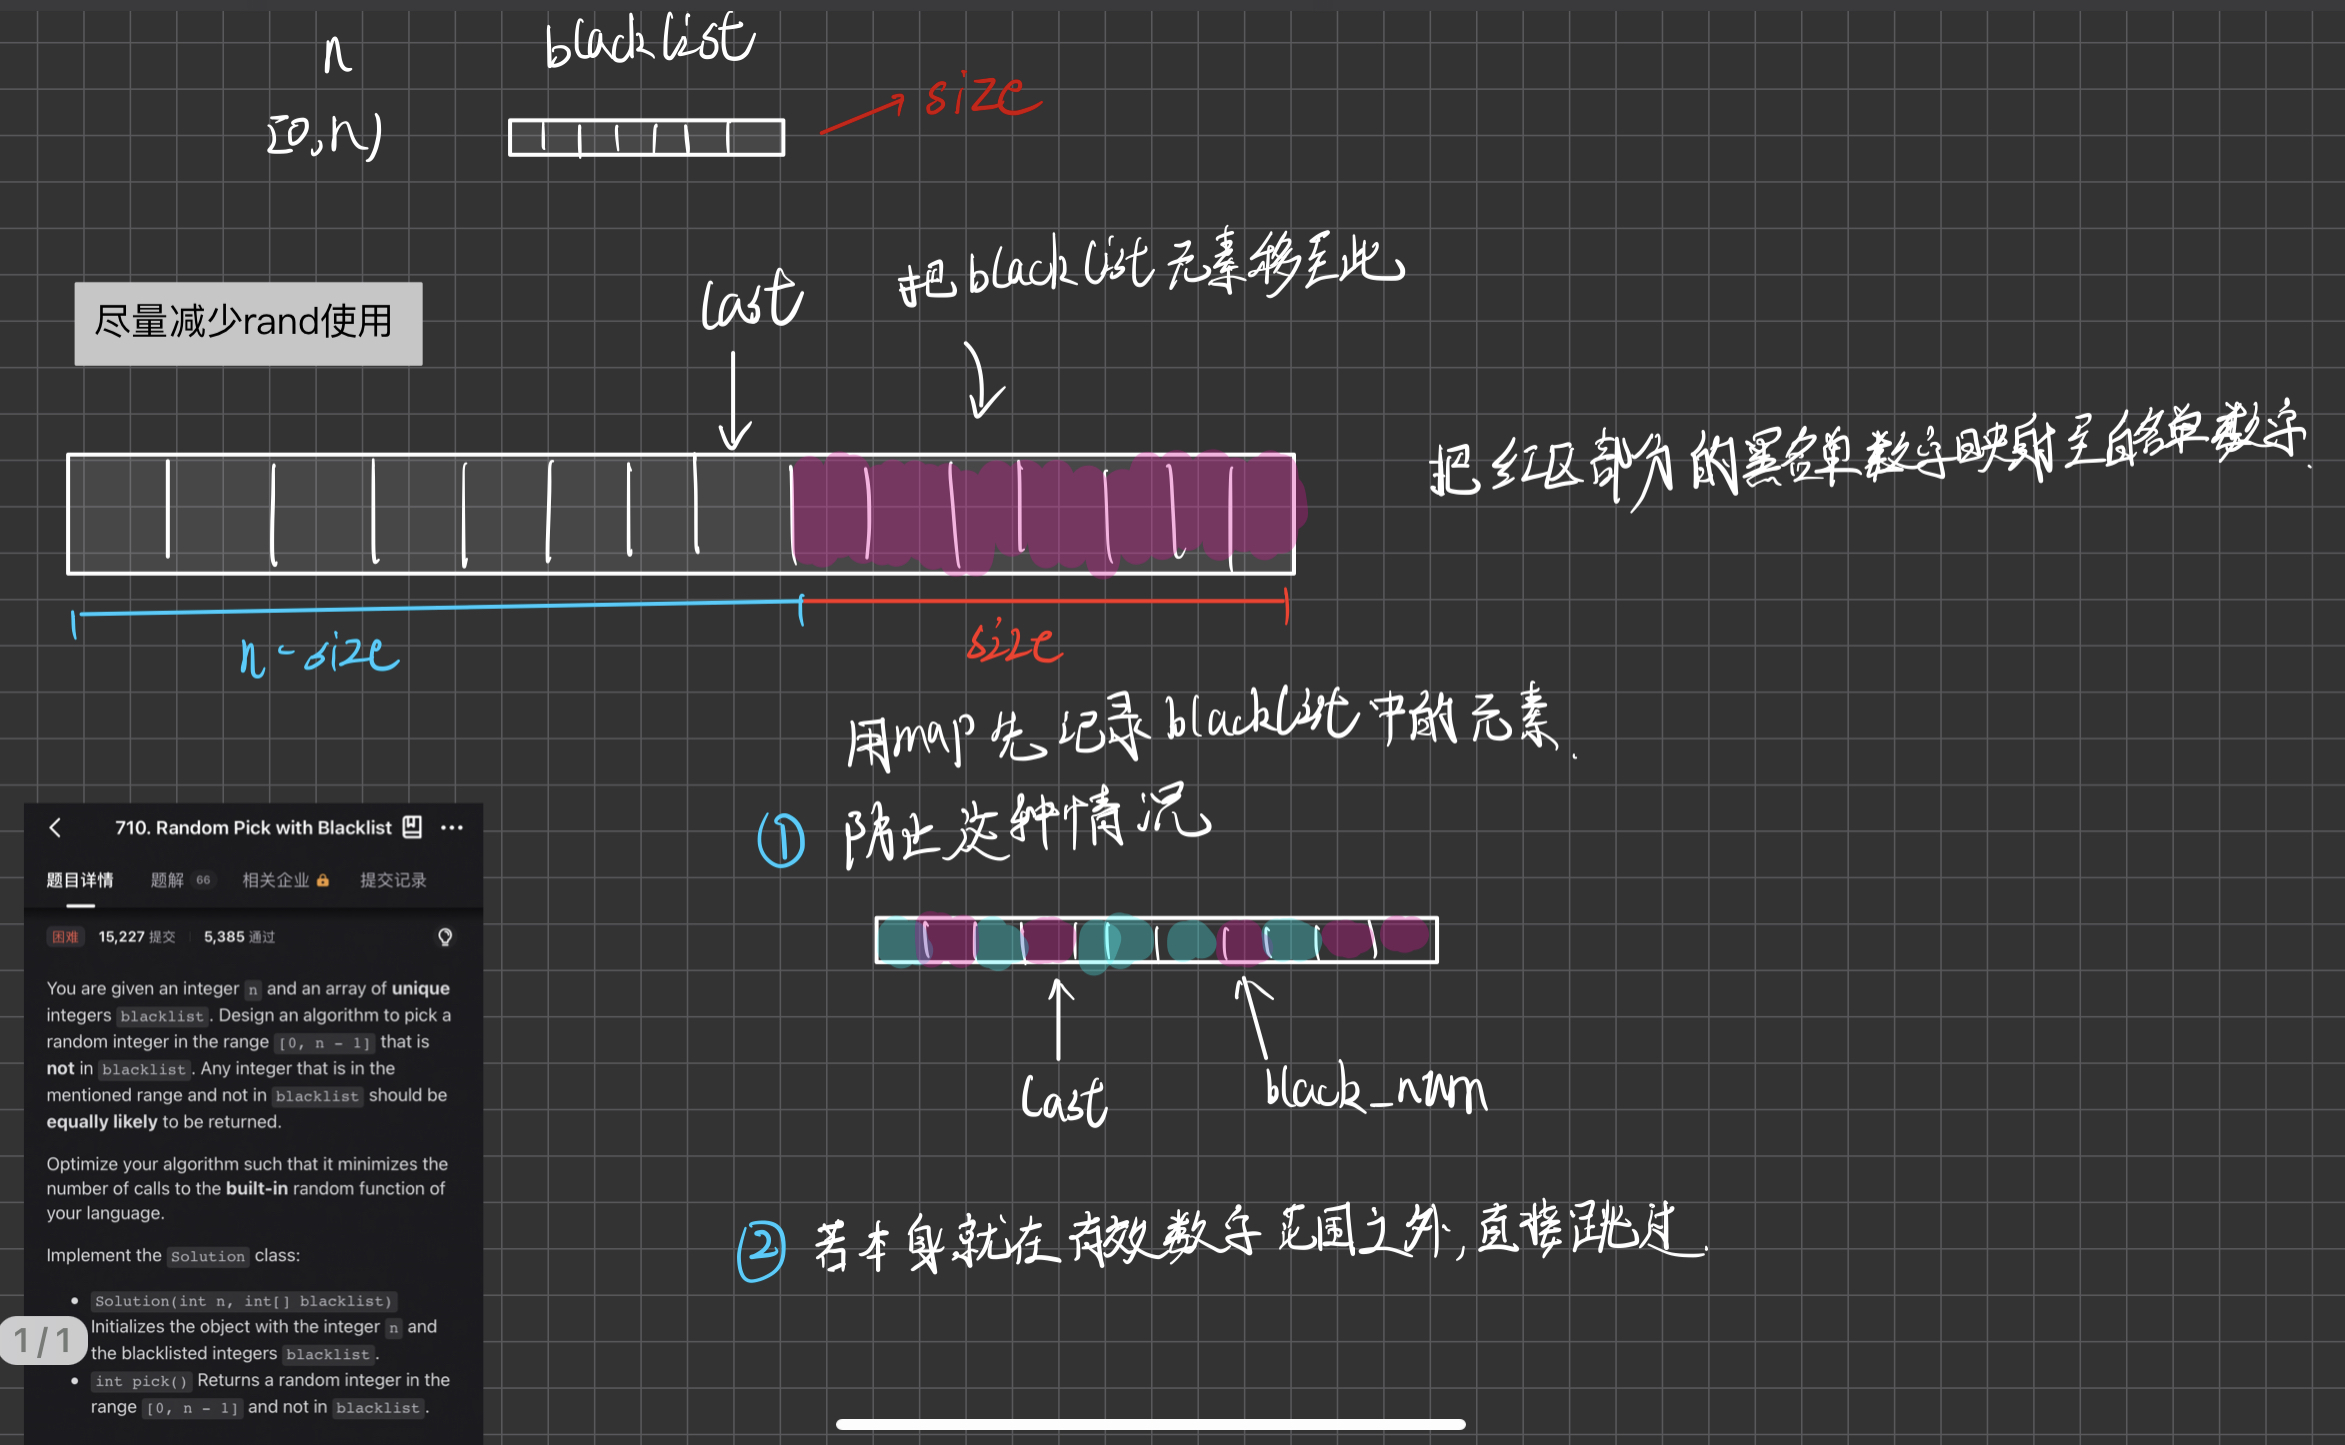 n
blacklist
[0,n)
size
尽量减少rand使用
last
把blacklist元素移至此
把红区部分的黑名单数字映射至白名单数字.
n-size
size
用map先记录blacklist中的元素.
① 防止这种情况
last
black_num
② 若本身就在有效数字范围之外,直接跳过.
710. Random Pick with Blacklist
题目详情
题解 66
相关企业
提交记录
困难 15,227 提交 5,385 通过
You are given an integer n and an array of unique
integers blacklist. Design an algorithm to pick a
random integer in the range [0, n - 1] that is
not in blacklist. Any integer that is in the
mentioned range and not in blacklist should be
equally likely to be returned.
Optimize your algorithm such that it minimizes the
number of calls to the built-in random function of
your language.
Implement the Solution class:
• Solution(int n, int[] blacklist)
Initializes the object with the integer n and
the blacklisted integers blacklist.
• int pick() Returns a random integer in the
range [0, n - 1] and not in blacklist.
1/1